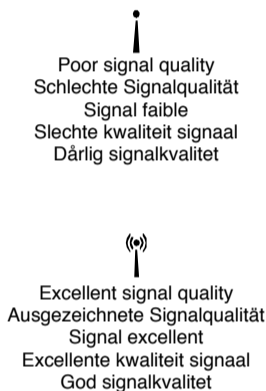 Poor signal quality
Schlechte Signalqualität
Signal faible
Slechte kwaliteit signaal
Dårlig signalkvalitet
Excellent signal quality
Ausgezeichnete Signalqualität
Signal excellent
Excellente kwaliteit signaal
God signalkvalitet